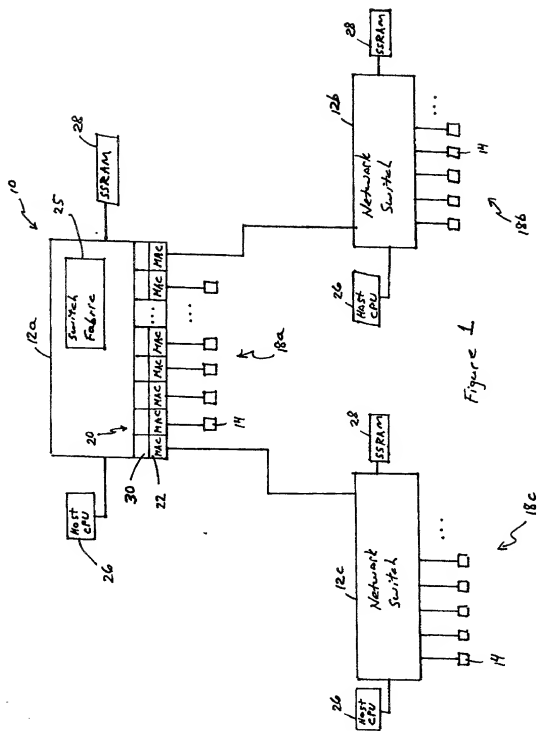 10
12a
25
28
Switch
Fabric
SSRAM
20
Host
CPU
26
30
22
MAC MAC MAC MAC MAC ... MAC MAC
...
14
18a
12c
Network
Switch
28
SSRAM
Host
CPU
26
...
14
18c
12b
Network
Switch
28
SSRAM
Host
CPU
26
...
14
18b
Figure 1